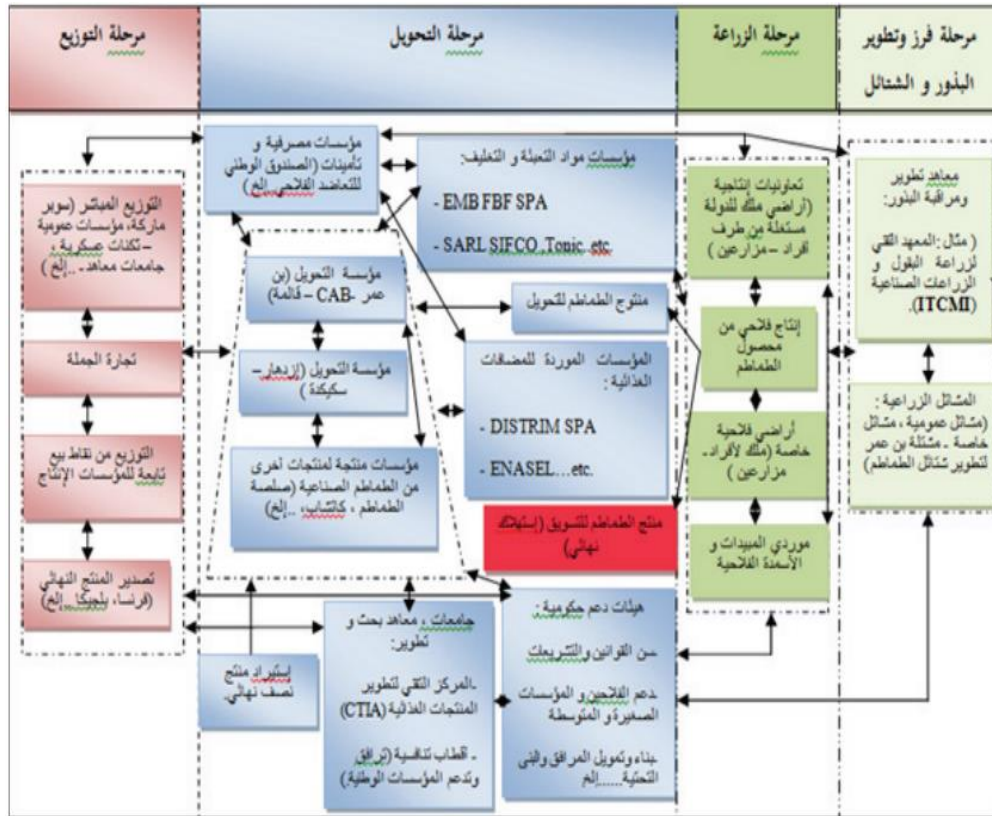 مرحلة فرز وتطوير
البذور و الشتائل
مرحلة الزراعة
مرحلة التحويل
مرحلة التوزيع
معاهد تطوير
ومراقبة البذور:
( مثال :المعهد التقني
لزراعة البقول و
الزراعات الصناعية
(ITCMI).
المشاتل الزراعية :
(مشاتل عمومية ، مشاتل
خاصة ـ مشتلة بن عمر
لتطوير شتائل الطماطم)
تعاونيات إنتاجية
(أراضي ملك للدولة
مستغلة من طرف
أفراد – مزارعين )
إنتاج فلاحي من
محصول
الطماطم
أراضي فلاحية
خاصة (ملك لأفراد-
مزارعين )
موردي المبيدات و
الأسمدة الفلاحية
مؤسسات مصرفية و
تأمينات (الصندوق الوطني
للتعاضد الفلاحي..إلخ)
مؤسسات مواد التعبئة و التغليف:
- EMB FBF SPA
- SARL SIFCO ,Tonic ..etc.
مؤسسة التحويل (بن
عمر ـCAB – قالمة)
منتوج الطماطم للتحويل
مؤسسة التحويل (إزدهار –
سكيكدة )
المؤسسات الموردة للمضافات
الغذائية :
- DISTRIM SPA
- ENASEL…etc.
مؤسسات منتجة لمنتجات أخرى
من الطماطم الصناعية (صلصة
الطماطم ، كاتشاب، ..إلخ)
منتج الطماطم للتسويق (إستهلاك
نهائي)
هيئات دعم حكومية :
ـسن القوانين والتشريعات
ـدعم الفلاحين و المؤسسات
الصغيرة و المتوسطة
ـبناء وتمويل المرافق والبنى
التحتية......إلخ
جامعات ، معاهد بحث و
تطوير:
ـالمركز التقني لتطوير
المنتجات الغذائية (CTIA)
ـ أقطاب تنافسية (ترافق
وتدعم المؤسسات الوطنية)
إستيراد منتج
نصف نهائي.
التوزيع المباشر (سوبر
ماركة، مؤسسات عمومية
– ثكنات عسكرية ،
جامعات معاهد- ..إلخ )
تجارة الجملة
التوزيع من نقاط بيع
تابعة للمؤسسات الإنتاج
تصدير المنتج النهائي
(فرنسا، بلجيكا...إلخ)